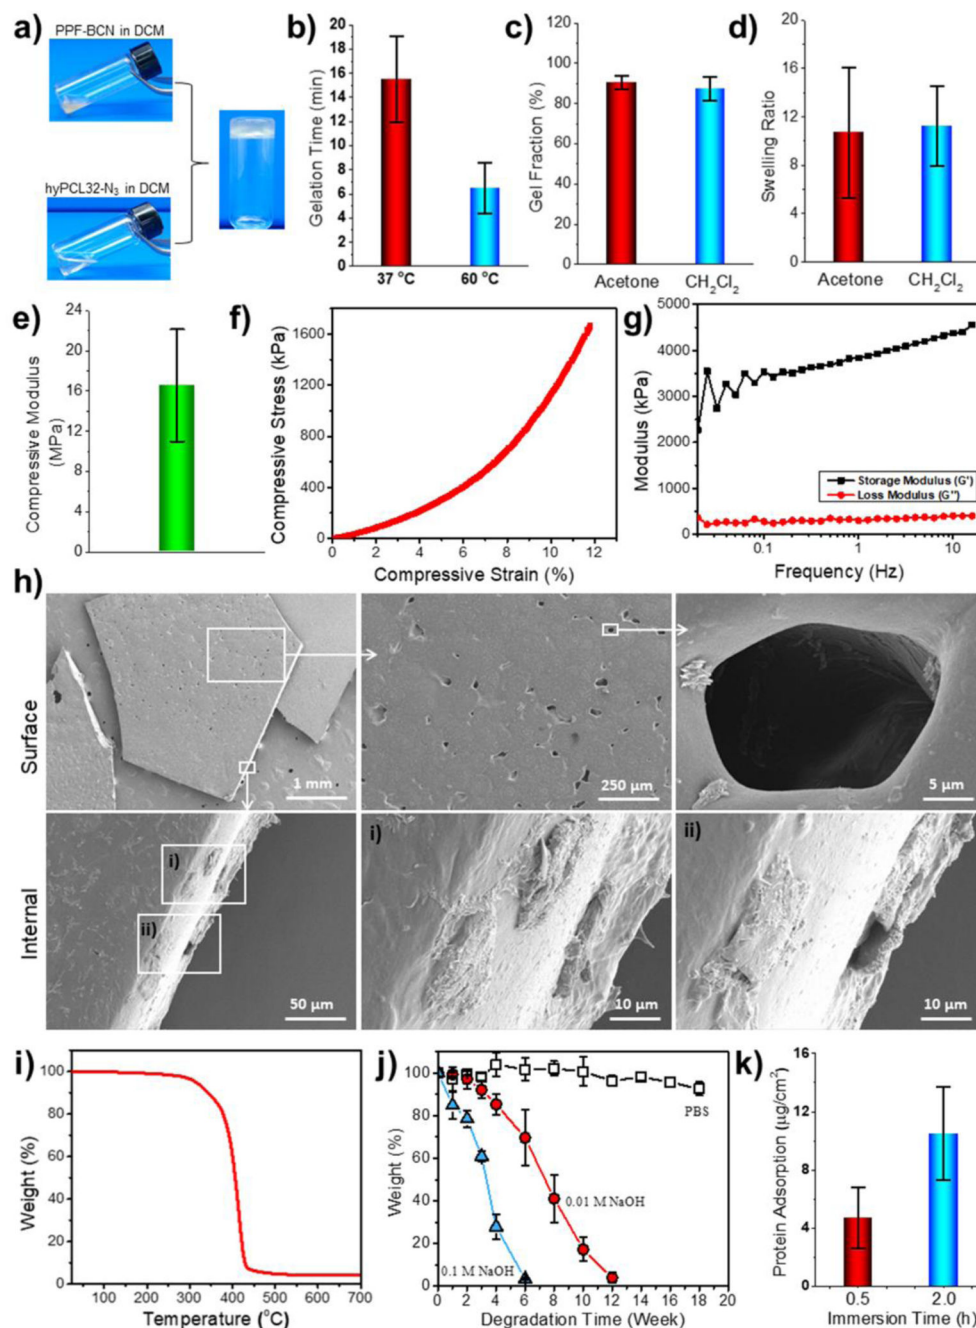 a)
PPF-BCN in DCM
hyPCL32-N₃ in DCM
b)
Gelation Time (min)
20
18
16
14
12
10
8
6
4
2
0
37 °C
60 °C
c)
Gel Fraction (%)
100
80
60
40
20
0
Acetone
CH₂Cl₂
d)
Swelling Ratio
20
16
12
8
4
0
Acetone
CH₂Cl₂
e)
Compressive Modulus
(MPa)
24
20
16
12
8
4
0
f)
Compressive Stress (kPa)
1600
1200
800
400
0
0 2 4 6 8 10 12
Compressive Strain (%)
g)
Modulus (kPa)
5000
4000
3000
2000
1000
500
0
Storage Modulus (G')
Loss Modulus (G'')
0.1 1 10
Frequency (Hz)
h)
Surface
1 mm
250 µm
5 µm
Internal
i)
ii)
50 µm
i)
10 µm
ii)
10 µm
i)
Weight (%)
100
80
60
40
20
0
100 200 300 400 500 600 700
Temperature (°C)
j)
Weight (%)
100
80
60
40
20
0
PBS
0.01 M NaOH
0.1 M NaOH
0 2 4 6 8 10 12 14 16 18 20
Degradation Time (Week)
k)
Protein Adsorption (µg/cm²)
16
12
8
4
0
0.5
2.0
Immersion Time (h)